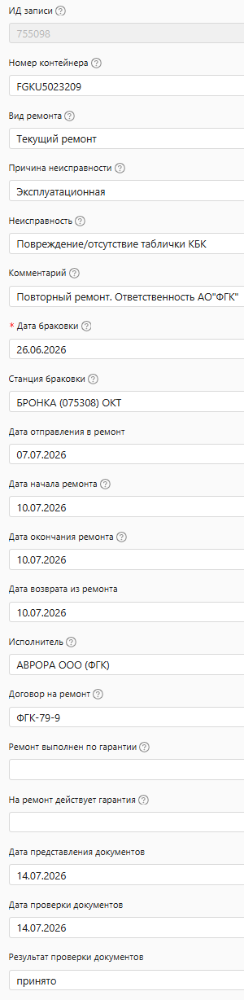 ИД записи
755098
Номер контейнера
FGKU5023209
Вид ремонта
Текущий ремонт
Причина неисправности
Эксплуатационная
Неисправность
Повреждение/отсутствие таблички КБК
Комментарий
Повторный ремонт. Ответственность АО"ФГК"
* Дата браковки
26.06.2026
Станция браковки
БРОНКА (075308) ОКТ
Дата отправления в ремонт
07.07.2026
Дата начала ремонта
10.07.2026
Дата окончания ремонта
10.07.2026
Дата возврата из ремонта
10.07.2026
Исполнитель
АВРОРА ООО (ФГК)
Договор на ремонт
ФГК-79-9
Ремонт выполнен по гарантии
На ремонт действует гарантия
Дата представления документов
14.07.2026
Дата проверки документов
14.07.2026
Результат проверки документов
принято